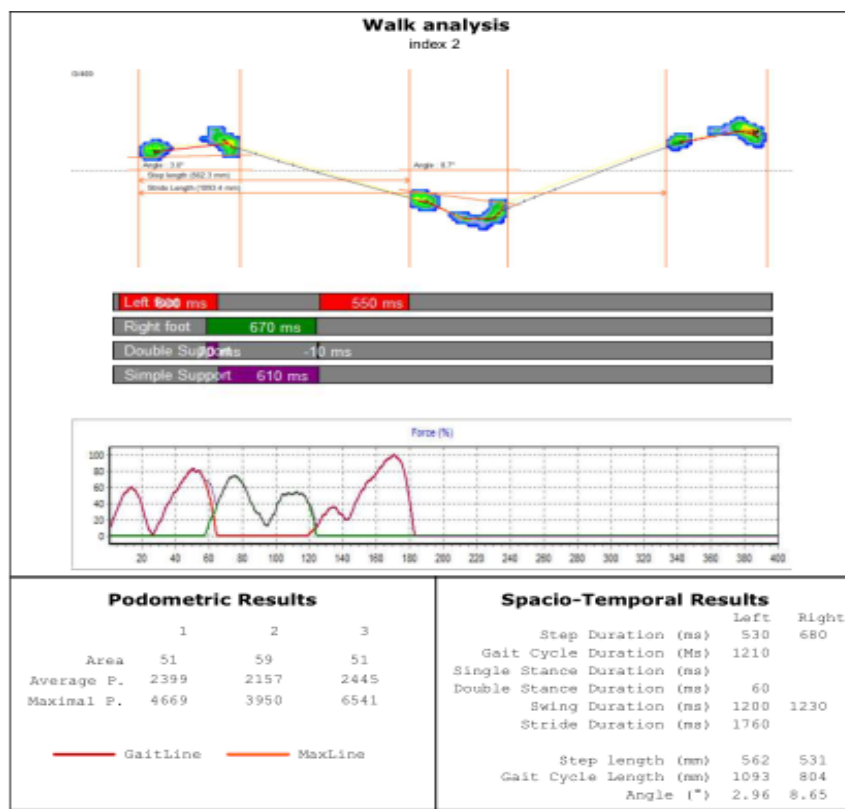 Walk analysis
index 2
Angle : 3.0°
Angle : 8.7°
Step length (562.3 mm)
Stride Length (1093.4 mm)
Left 600 ms 550 ms
Right foot 670 ms
Double Support 70 ms -10 ms
Simple Support 610 ms
Force (%)
100
80
60
40
20
0
20 40 60 80 100 120 140 160 180 200 220 240 260 280 300 320 340 360 380 400
Podometric Results
1 2 3
Area 51 59 51
Average P. 2399 2157 2445
Maximal P. 4669 3950 6541
GaitLine MaxLine
Spacio-Temporal Results
Left Right
Step Duration (ms) 530 680
Gait Cycle Duration (Ms) 1210
Single Stance Duration (ms)
Double Stance Duration (ms) 60
Swing Duration (ms) 1200 1230
Stride Duration (ms) 1760
Step length (mm) 562 531
Gait Cycle Length (mm) 1093 804
Angle (°) 2.96 8.65